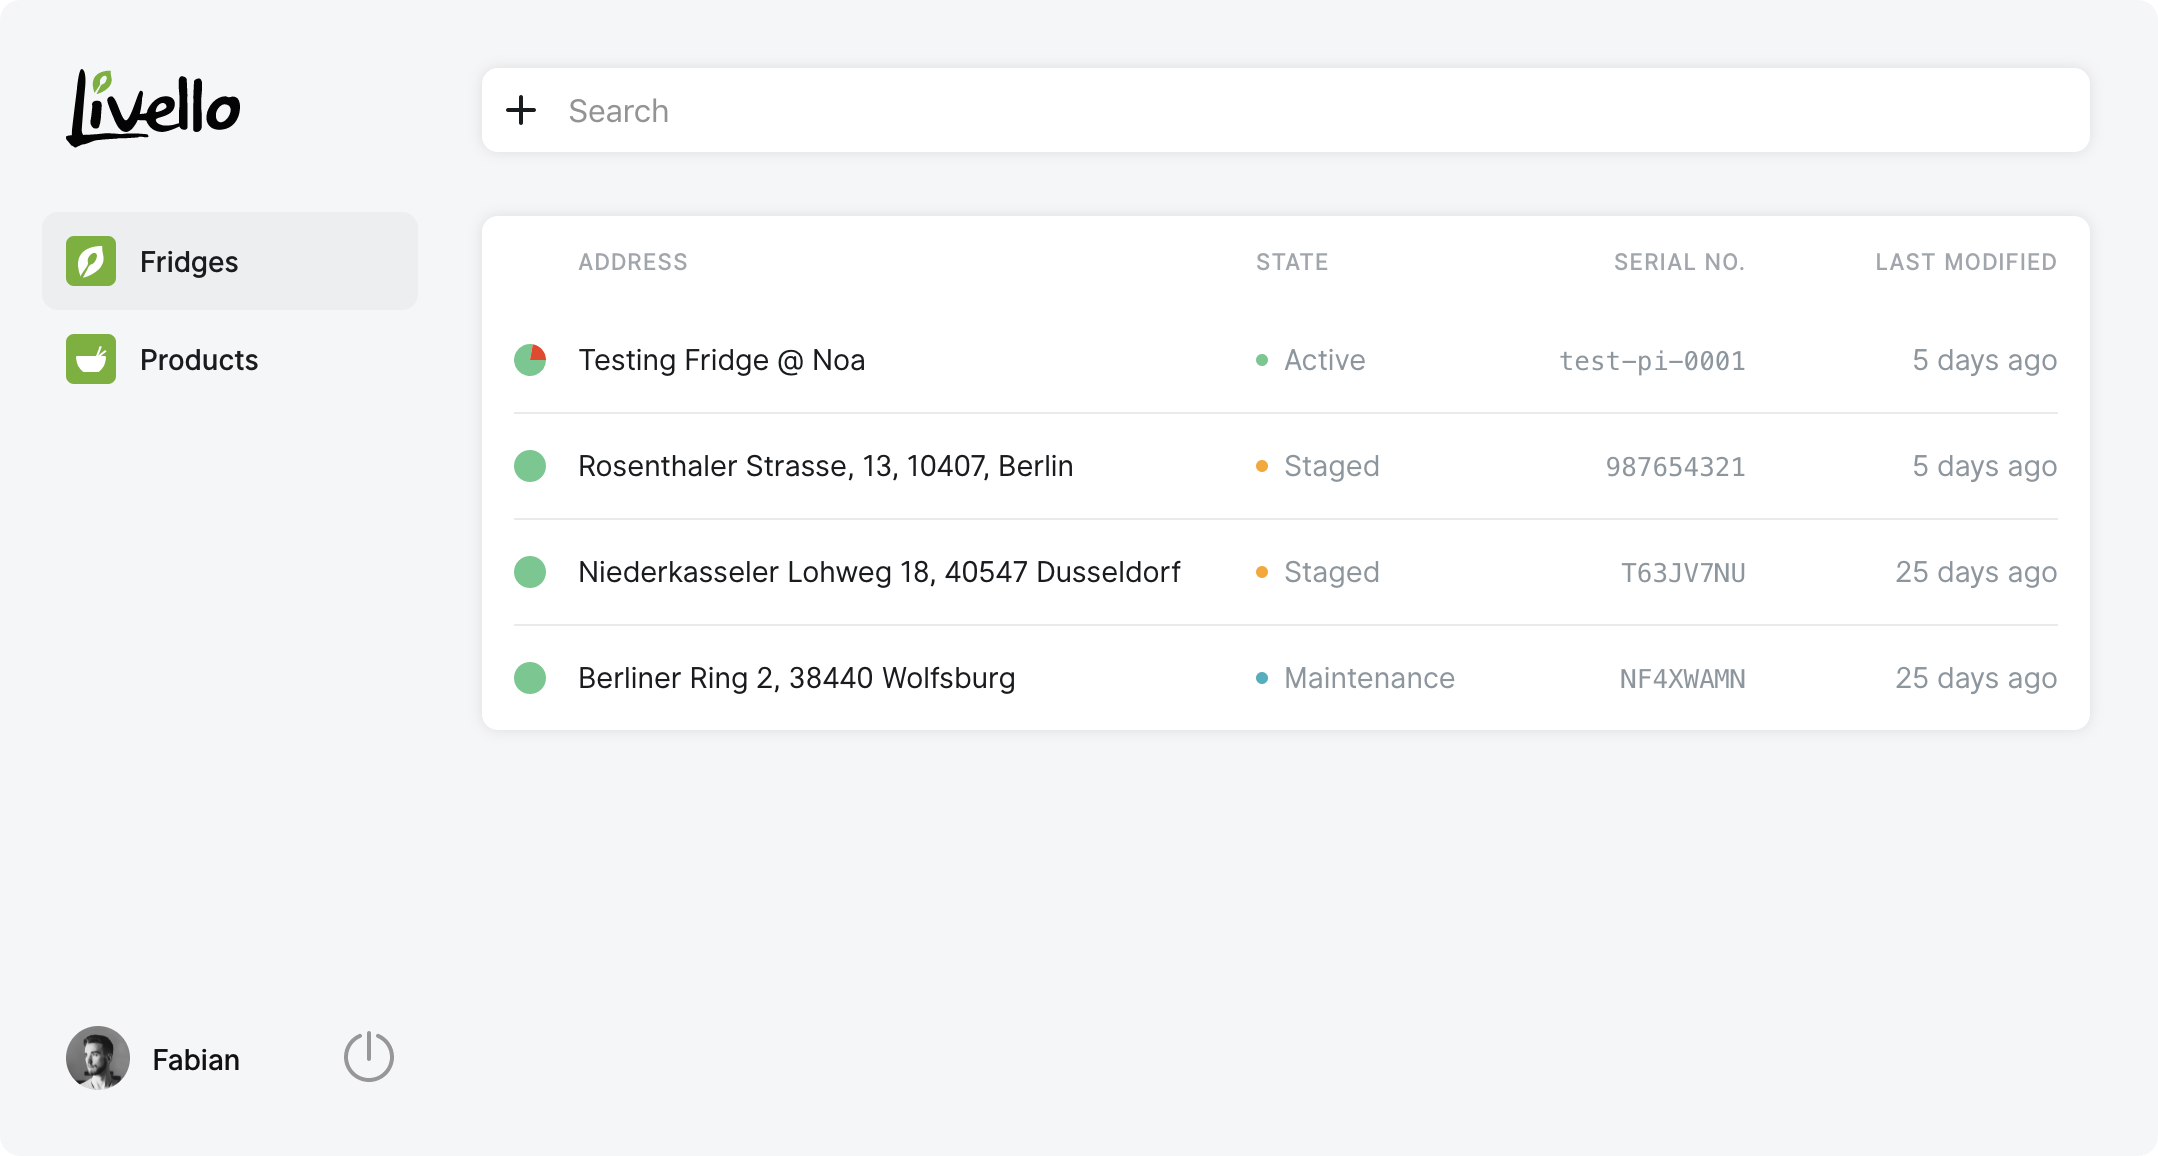 Livello
Search
Fridges
Products
ADDRESS STATE SERIAL NO. LAST MODIFIED
Testing Fridge @ Noa Active test-pi-0001 5 days ago
Rosenthaler Strasse, 13, 10407, Berlin Staged 987654321 5 days ago
Niederkasseler Lohweg 18, 40547 Dusseldorf Staged T63JV7NU 25 days ago
Berliner Ring 2, 38440 Wolfsburg Maintenance NF4XWAMN 25 days ago
Fabian